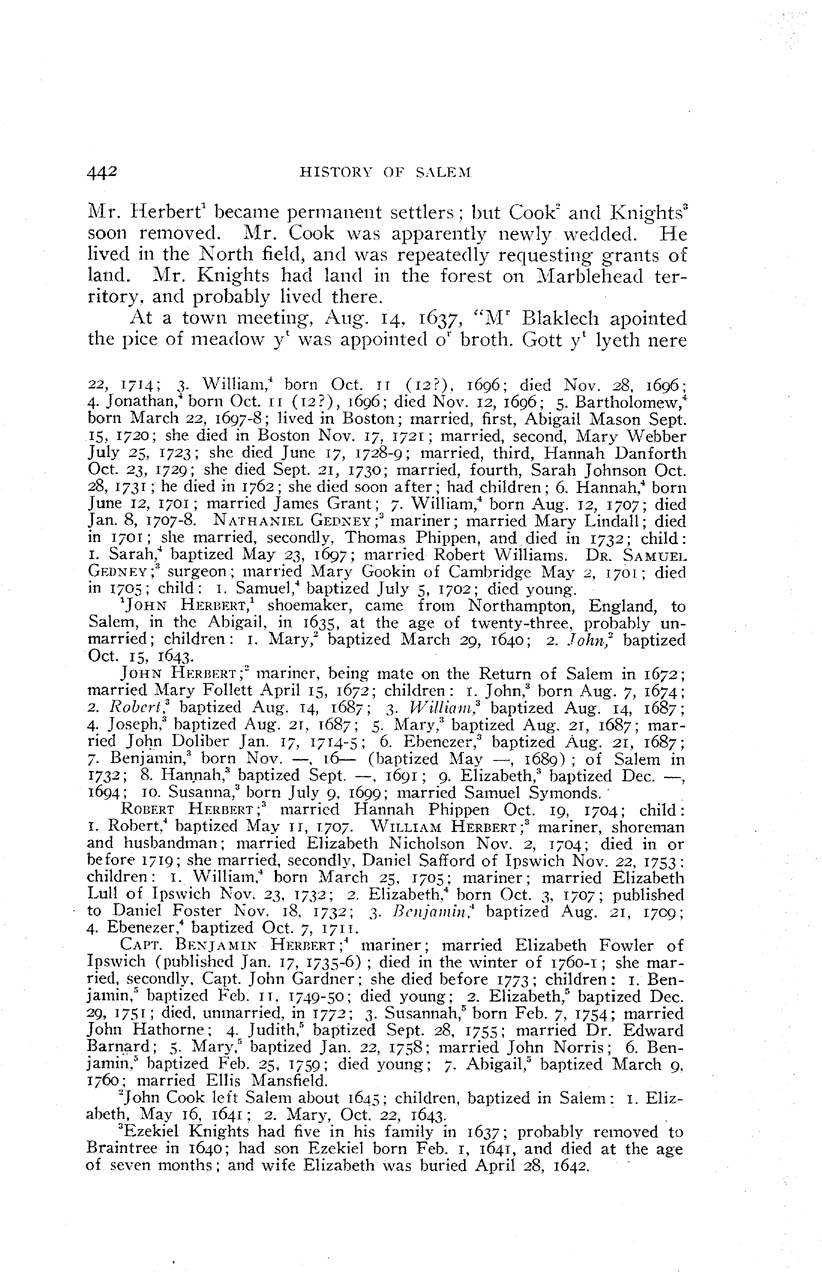 442 HISTORY OF SALEM
Mr. Herbert¹ became permanent settlers; but Cook² and Knights³
soon removed. Mr. Cook was apparently newly wedded. He
lived in the North field, and was repeatedly requesting grants of
land. Mr. Knights had land in the forest on Marblehead ter-
ritory, and probably lived there.
At a town meeting, Aug. 14, 1637, “Mʳ Blaklech apointed
the pice of meadow yᵗ was appointed oʳ broth. Gott yᵗ lyeth nere
22, 1714; 3. William,⁴ born Oct. 11 (12?), 1696; died Nov. 28, 1696;
4. Jonathan,⁴ born Oct. 11 (12?), 1696; died Nov. 12, 1696; 5. Bartholomew,⁴
born March 22, 1697-8; lived in Boston; married, first, Abigail Mason Sept.
15, 1720; she died in Boston Nov. 17, 1721; married, second, Mary Webber
July 25, 1723; she died June 17, 1728-9; married, third, Hannah Danforth
Oct. 23, 1729; she died Sept. 21, 1730; married, fourth, Sarah Johnson Oct.
28, 1731; he died in 1762; she died soon after; had children; 6. Hannah,⁴ born
June 12, 1701; married James Grant; 7. William,⁴ born Aug. 12, 1707; died
Jan. 8, 1707-8. NATHANIEL GEDNEY;³ mariner; married Mary Lindall; died
in 1701; she married, secondly, Thomas Phippen, and died in 1732; child:
1. Sarah,⁴ baptized May 23, 1697; married Robert Williams. DR. SAMUEL
GEDNEY;³ surgeon; married Mary Gookin of Cambridge May 2, 1701; died
in 1705; child: 1. Samuel,⁴ baptized July 5, 1702; died young.
¹JOHN HERBERT,¹ shoemaker, came from Northampton, England, to
Salem, in the Abigail, in 1635, at the age of twenty-three, probably un-
married; children: 1. Mary,² baptized March 29, 1640; 2. John,² baptized
Oct. 15, 1643.
JOHN HERBERT;² mariner, being mate on the Return of Salem in 1672;
married Mary Follett April 15, 1672; children: 1. John,³ born Aug. 7, 1674;
2. Robert,³ baptized Aug. 14, 1687; 3. William,³ baptized Aug. 14, 1687;
4. Joseph,³ baptized Aug. 21, 1687; 5. Mary,³ baptized Aug. 21, 1687; mar-
ried John Doliber Jan. 17, 1714-5; 6. Ebenezer,³ baptized Aug. 21, 1687;
7. Benjamin,³ born Nov. —, 16— (baptized May —, 1689); of Salem in
1732; 8. Hannah,³ baptized Sept. —, 1691; 9. Elizabeth,³ baptized Dec. —,
1694; 10. Susanna,³ born July 9, 1699; married Samuel Symonds.
ROBERT HERBERT;³ married Hannah Phippen Oct. 19, 1704; child:
1. Robert,⁴ baptized May 11, 1707. WILLIAM HERBERT;³ mariner, shoreman
and husbandman; married Elizabeth Nicholson Nov. 2, 1704; died in or
before 1719; she married, secondly, Daniel Safford of Ipswich Nov. 22, 1753;
children: 1. William,⁴ born March 25, 1705; mariner; married Elizabeth
Lull of Ipswich Nov. 23, 1732; 2. Elizabeth,⁴ born Oct. 3, 1707; published
to Daniel Foster Nov. 18, 1732; 3. Benjamin,⁴ baptized Aug. 21, 1709;
4. Ebenezer,⁴ baptized Oct. 7, 1711.
CAPT. BENJAMIN HERBERT;⁴ mariner; married Elizabeth Fowler of
Ipswich (published Jan. 17, 1735-6); died in the winter of 1760-1; she mar-
ried, secondly, Capt. John Gardner; she died before 1773; children: 1. Ben-
jamin,⁵ baptized Feb. 11, 1749-50; died young; 2. Elizabeth,⁵ baptized Dec.
29, 1751; died, unmarried, in 1772; 3. Susannah,⁵ born Feb. 7, 1754; married
John Hathorne; 4. Judith,⁵ baptized Sept. 28, 1755; married Dr. Edward
Barnard; 5. Mary,⁵ baptized Jan. 22, 1758; married John Norris; 6. Ben-
jamin,⁵ baptized Feb. 25, 1759; died young; 7. Abigail,⁵ baptized March 9,
1760; married Ellis Mansfield.
²John Cook left Salem about 1645; children, baptized in Salem: 1. Eliz-
abeth, May 16, 1641; 2. Mary, Oct. 22, 1643.
³Ezekiel Knights had five in his family in 1637; probably removed to
Braintree in 1640; had son Ezekiel born Feb. 1, 1641, and died at the age
of seven months; and wife Elizabeth was buried April 28, 1642.